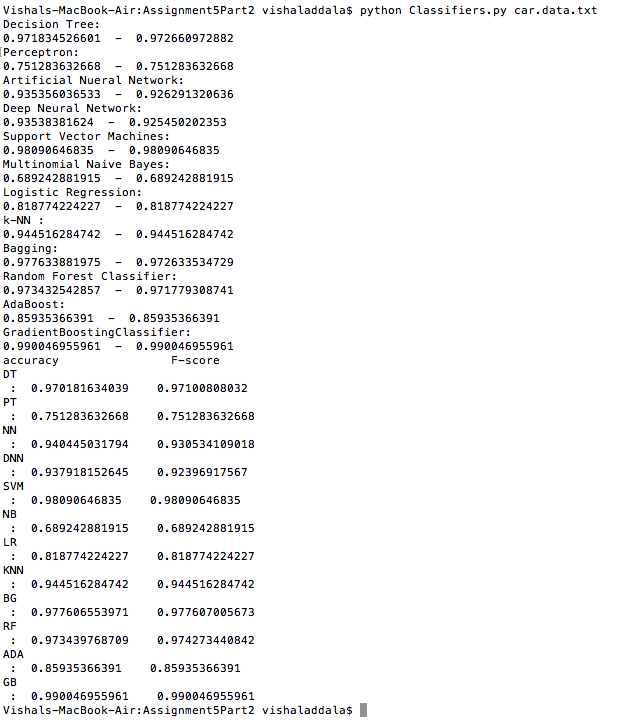 Vishals-MacBook-Air:Assignment5Part2 vishaladdala$ python Classifiers.py car.data.txt
Decision Tree:
0.971834526601  -  0.972660972882
Perceptron:
0.751283632668  -  0.751283632668
Artificial Nueral Network:
0.935356036533  -  0.926291320636
Deep Neural Network:
0.93538381624  -  0.925450202353
Support Vector Machines:
0.98090646835  -  0.98090646835
Multinomial Naive Bayes:
0.689242881915  -  0.689242881915
Logistic Regression:
0.818774224227  -  0.818774224227
k-NN :
0.944516284742  -  0.944516284742
Bagging:
0.977633881975  -  0.972633534729
Random Forest Classifier:
0.973432542857  -  0.971779308741
AdaBoost:
0.85935366391  -  0.85935366391
GradientBoostingClassifier:
0.990046955961  -  0.990046955961
accuracy                F-score
DT
 :  0.970181634039    0.97100808032
PT
 :  0.751283632668    0.751283632668
NN
 :  0.940445031794    0.930534109018
DNN
 :  0.937918152645    0.92396917567
SVM
 :  0.98090646835    0.98090646835
NB
 :  0.689242881915    0.689242881915
LR
 :  0.818774224227    0.818774224227
KNN
 :  0.944516284742    0.944516284742
BG
 :  0.977606553971    0.977607005673
RF
 :  0.973439768709    0.974273440842
ADA
 :  0.85935366391    0.85935366391
GB
 :  0.990046955961    0.990046955961
Vishals-MacBook-Air:Assignment5Part2 vishaladdala$